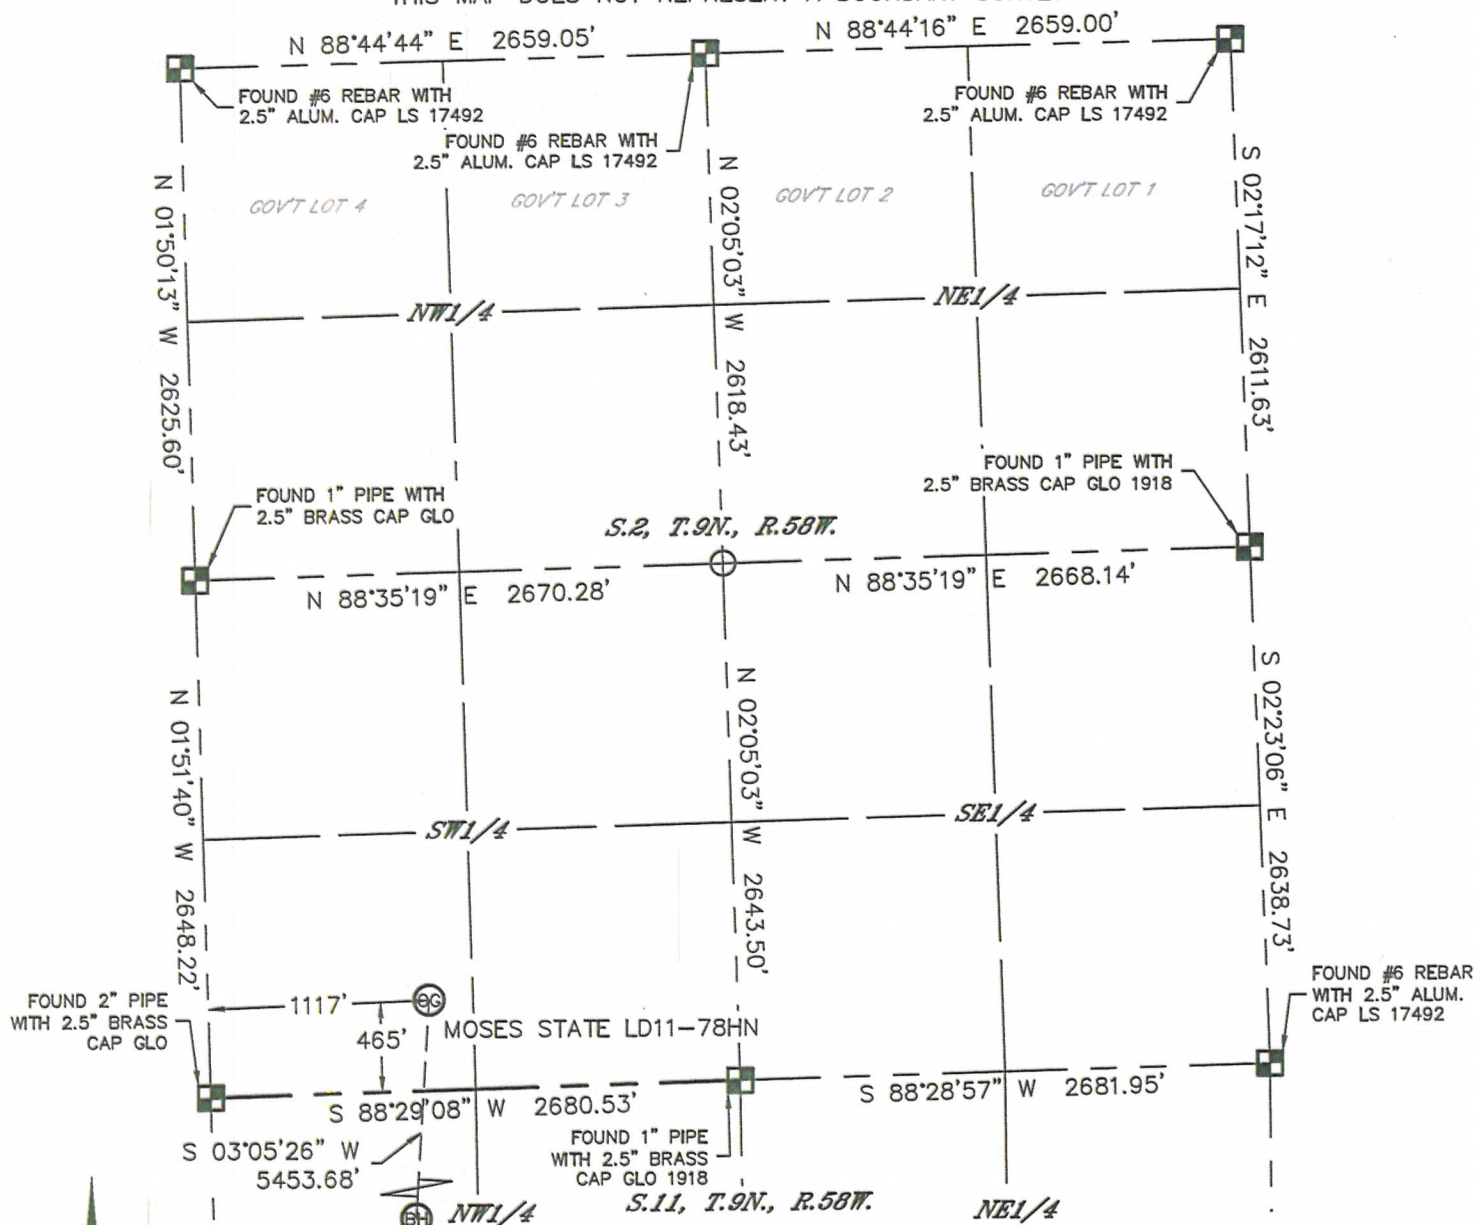 N 88°44'44" E 2659.05'
N 88°44'16" E 2659.00'
FOUND #6 REBAR WITH
2.5" ALUM. CAP LS 17492
FOUND #6 REBAR WITH
2.5" ALUM. CAP LS 17492
FOUND #6 REBAR WITH
2.5" ALUM. CAP LS 17492
N 01°50'13" W 2625.60'
GOV'T LOT 4
GOV'T LOT 3
N 02°05'03" W 2618.43'
GOV'T LOT 2
GOV'T LOT 1
S 02°17'12" E 2611.63'
NW1/4
NE1/4
FOUND 1" PIPE WITH
2.5" BRASS CAP GLO
FOUND 1" PIPE WITH
2.5" BRASS CAP GLO 1918
S.2, T.9N., R.58W.
N 88°35'19" E 2670.28'
N 88°35'19" E 2668.14'
N 01°51'40" W 2648.22'
N 02°05'03" W 2643.50'
S 02°23'06" E 2638.73'
SW1/4
SE1/4
FOUND 2" PIPE
WITH 2.5" BRASS
CAP GLO
1117'
OG
465'
MOSES STATE LD11-78HN
FOUND #6 REBAR
WITH 2.5" ALUM.
CAP LS 17492
S 88°29'08" W 2680.53'
S 88°28'57" W 2681.95'
S 03°05'26" W
5453.68'
FOUND 1" PIPE
WITH 2.5" BRASS
CAP GLO 1918
BH
NW1/4
S.11, T.9N., R.58W.
NE1/4